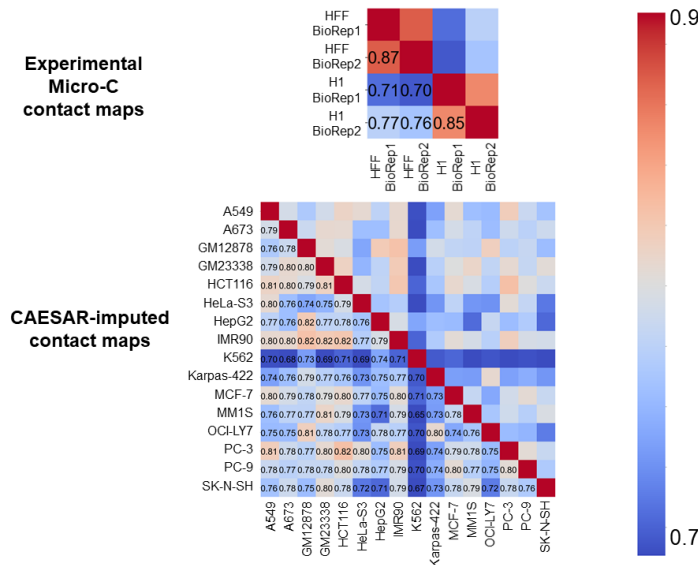 HFF
BioRep1
HFF
BioRep2
H1
BioRep1
H1
BioRep2
0.87
0.71 0.70
0.77 0.76 0.85
HFF
BioRep1
HFF
BioRep2
H1
BioRep1
H1
BioRep2
Experimental
Micro-C
contact maps
0.9
0.7
CAESAR-imputed
contact maps
A549
A673 0.79
GM12878 0.76 0.78
GM23338 0.79 0.80 0.80
HCT116 0.81 0.80 0.79 0.81
HeLa-S3 0.80 0.76 0.74 0.75 0.79
HepG2 0.77 0.76 0.82 0.77 0.78 0.76
IMR90 0.80 0.80 0.82 0.82 0.82 0.77 0.79
K562 0.70 0.68 0.73 0.69 0.71 0.69 0.74 0.71
Karpas-422 0.74 0.76 0.79 0.77 0.76 0.73 0.75 0.77 0.70
MCF-7 0.80 0.79 0.78 0.79 0.80 0.77 0.75 0.80 0.71 0.73
MM1S 0.76 0.77 0.77 0.81 0.79 0.73 0.71 0.79 0.65 0.73 0.78
OCI-LY7 0.75 0.75 0.81 0.78 0.77 0.73 0.78 0.77 0.70 0.80 0.74 0.76
PC-3 0.81 0.78 0.77 0.80 0.82 0.80 0.75 0.81 0.69 0.74 0.79 0.78 0.75
PC-9 0.78 0.77 0.78 0.78 0.80 0.78 0.77 0.79 0.70 0.74 0.80 0.77 0.75 0.80
SK-N-SH 0.76 0.78 0.75 0.80 0.78 0.72 0.71 0.79 0.67 0.73 0.78 0.79 0.72 0.78 0.76
A549
A673
GM12878
GM23338
HCT116
HeLa-S3
HepG2
IMR90
K562
Karpas-422
MCF-7
MM1S
OCI-LY7
PC-3
PC-9
SK-N-SH